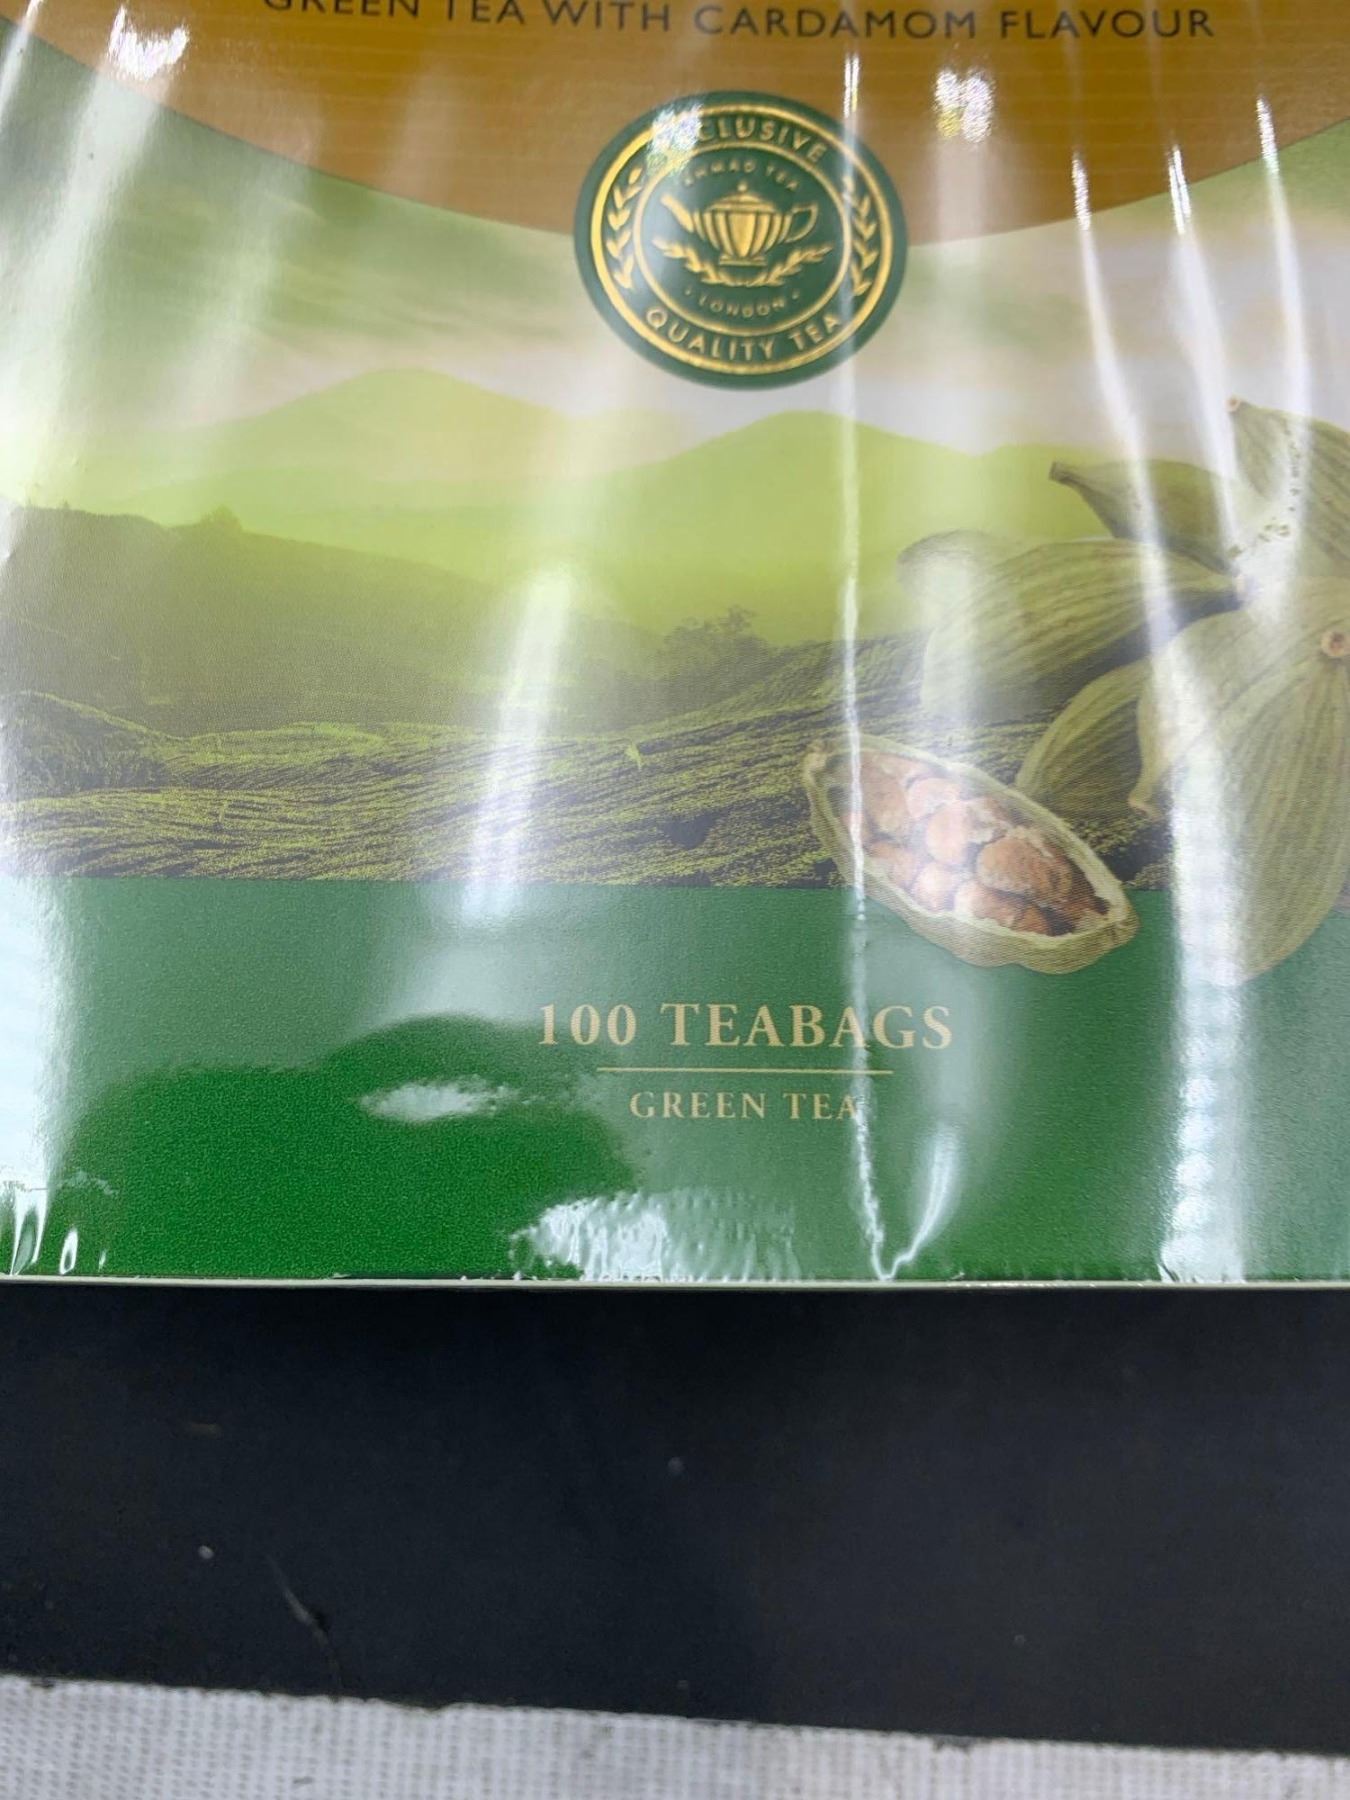 GREEN TEA WITH CARDAMOM FLAVOUR
EXCLUSIVE
AHMAD TEA
LONDON
QUALITY TEA
100 TEABAGS
GREEN TEA